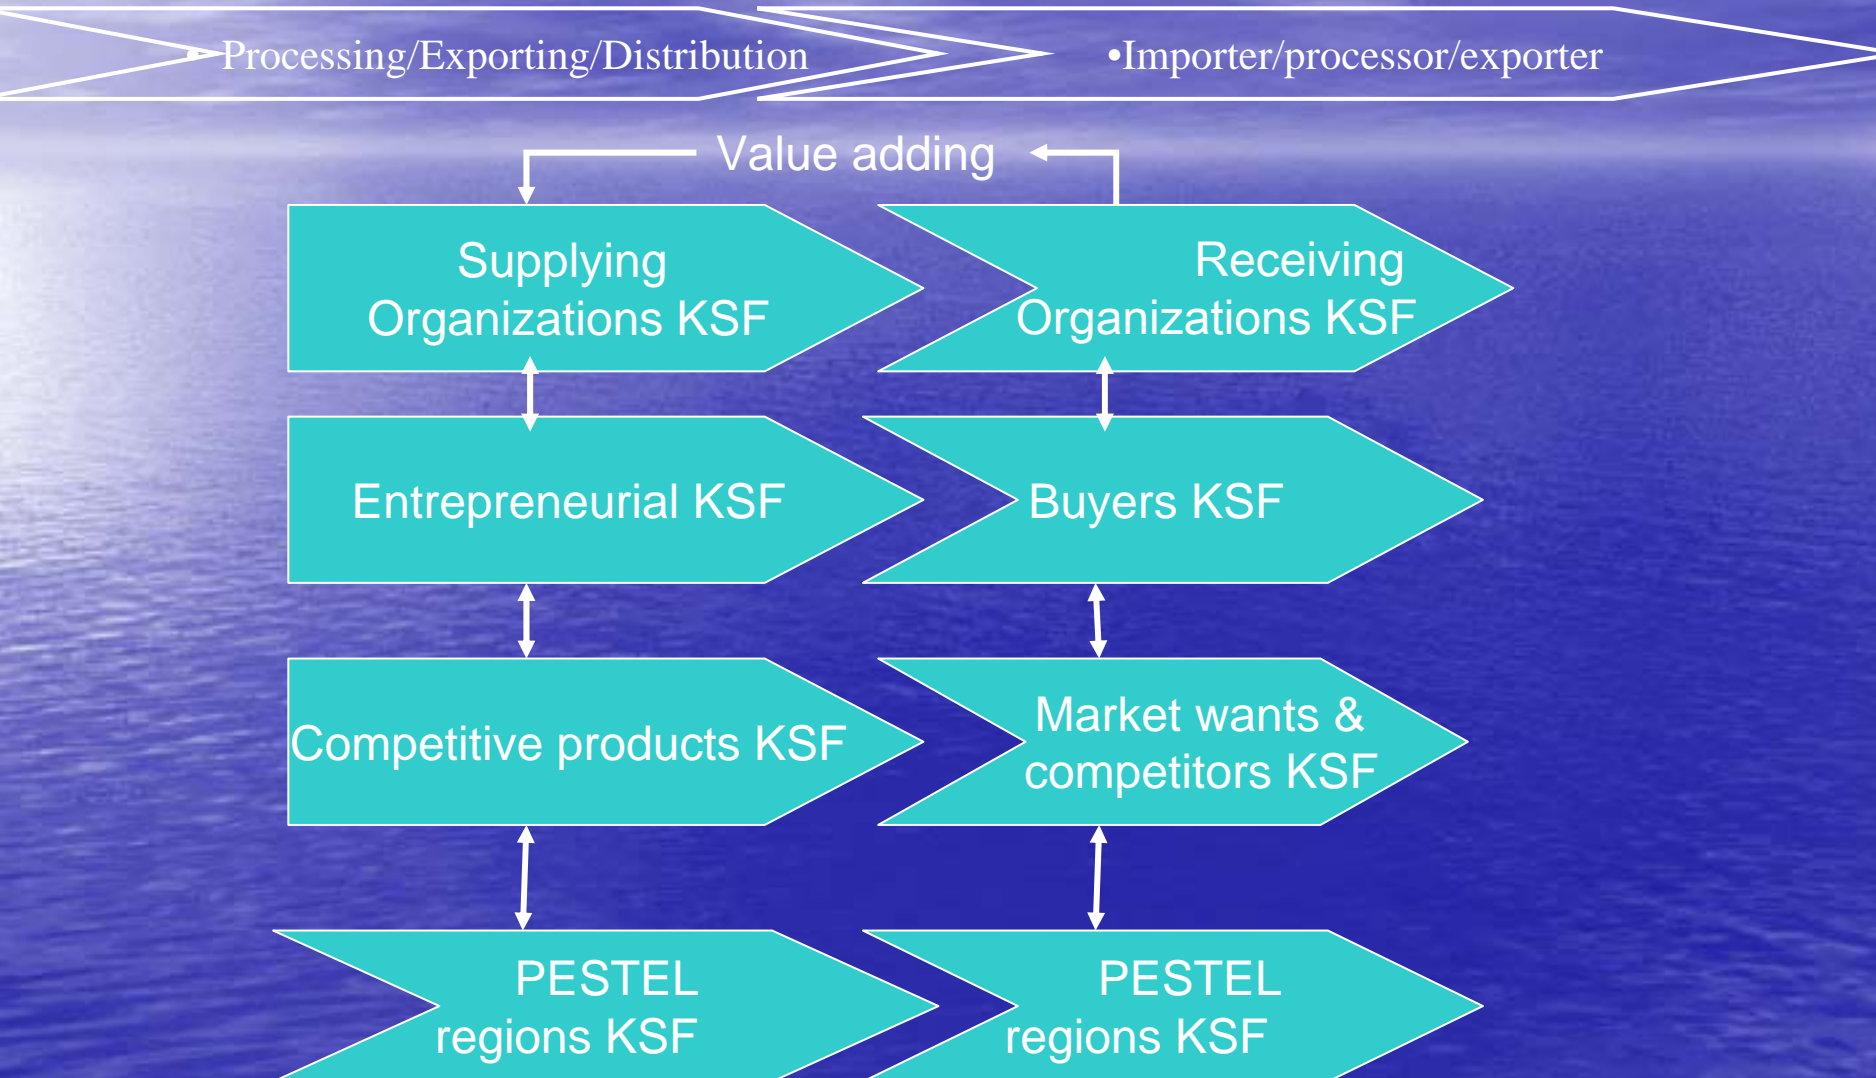 • Processing/Exporting/Distribution
•Importer/processor/exporter
Value adding
Supplying
Organizations KSF
Receiving
Organizations KSF
Entrepreneurial KSF
Buyers KSF
Competitive products KSF
Market wants &
competitors KSF
PESTEL
regions KSF
PESTEL
regions KSF